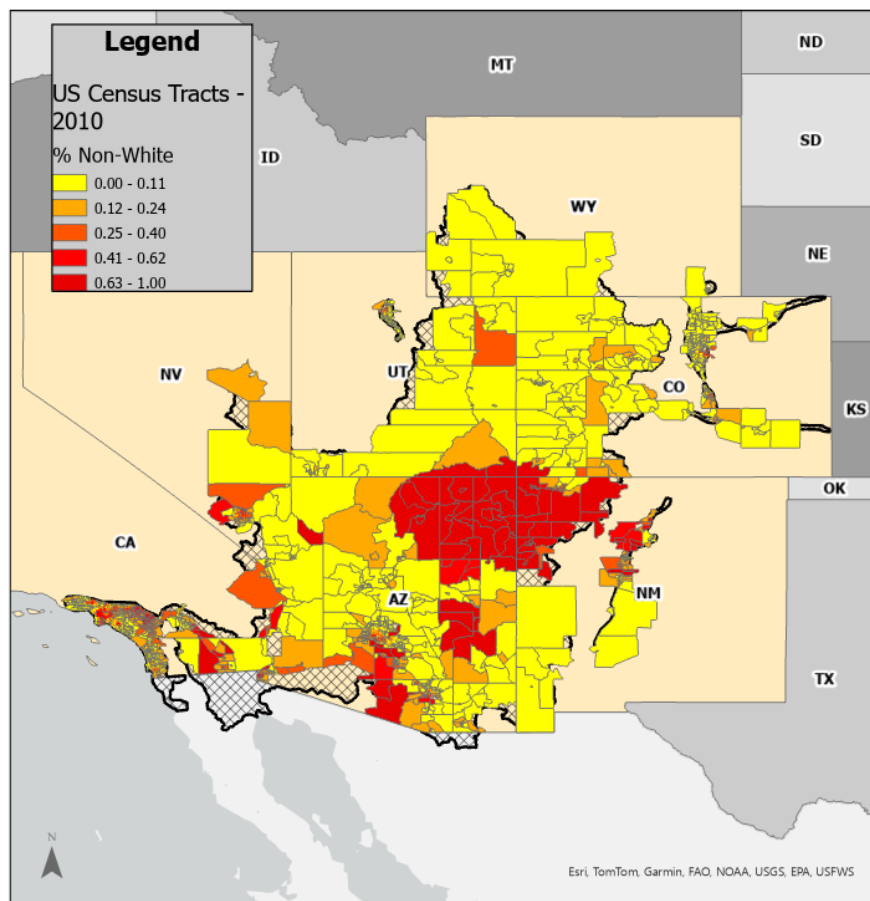 Legend
US Census Tracts -
2010
% Non-White
0.00 - 0.11
0.12 - 0.24
0.25 - 0.40
0.41 - 0.62
0.63 - 1.00
ND
MT
SD
ID
WY
NE
NV
UT
CO
KS
OK
CA
AZ
NM
TX
N
Esri, TomTom, Garmin, FAO, NOAA, USGS, EPA, USFWS